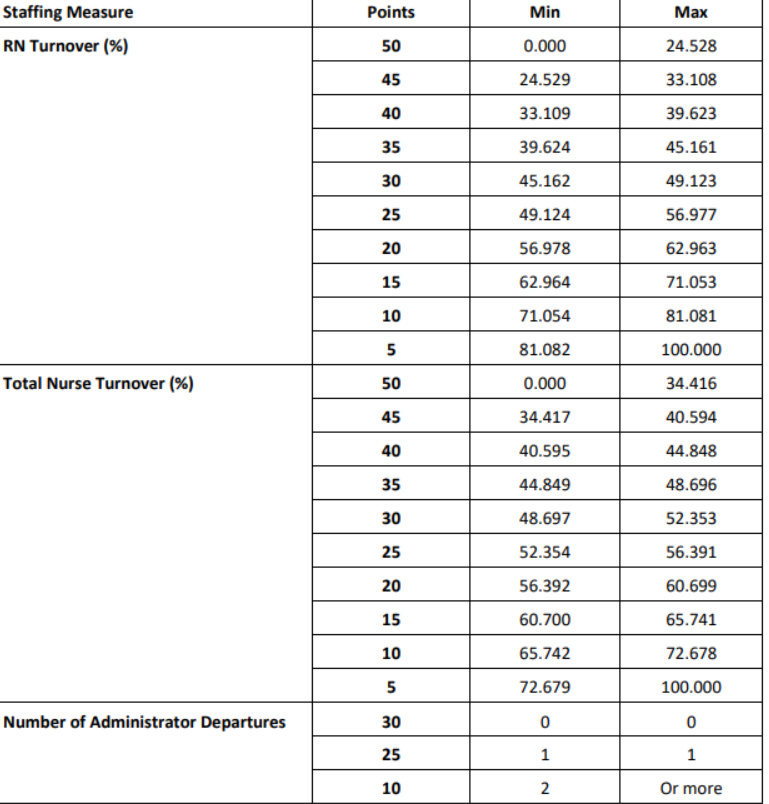 Staffing Measure Points Min Max
RN Turnover (%) 50 0.000 24.528
45 24.529 33.108
40 33.109 39.623
35 39.624 45.161
30 45.162 49.123
25 49.124 56.977
20 56.978 62.963
15 62.964 71.053
10 71.054 81.081
5 81.082 100.000
Total Nurse Turnover (%) 50 0.000 34.416
45 34.417 40.594
40 40.595 44.848
35 44.849 48.696
30 48.697 52.353
25 52.354 56.391
20 56.392 60.699
15 60.700 65.741
10 65.742 72.678
5 72.679 100.000
Number of Administrator Departures 30 0 0
25 1 1
10 2 Or more